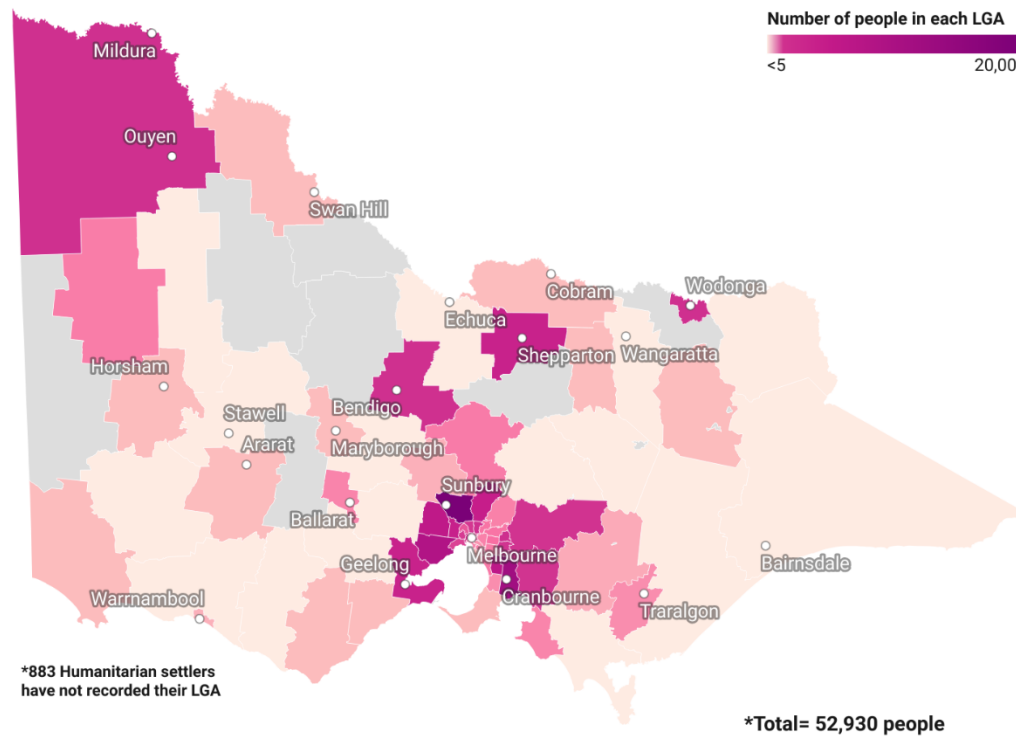 Number of people in each LGA
<5
20,00
Mildura
Ouyen
Swan Hill
Cobram
Wodonga
Echuca
Shepparton
Wangaratta
Horsham
Stawell
Bendigo
Ararat
Maryborough
Sunbury
Ballarat
Melbourne
Geelong
Bairnsdale
Cranbourne
Warrnambool
Traralgon
*883 Humanitarian settlers
have not recorded their LGA
*Total= 52,930 people